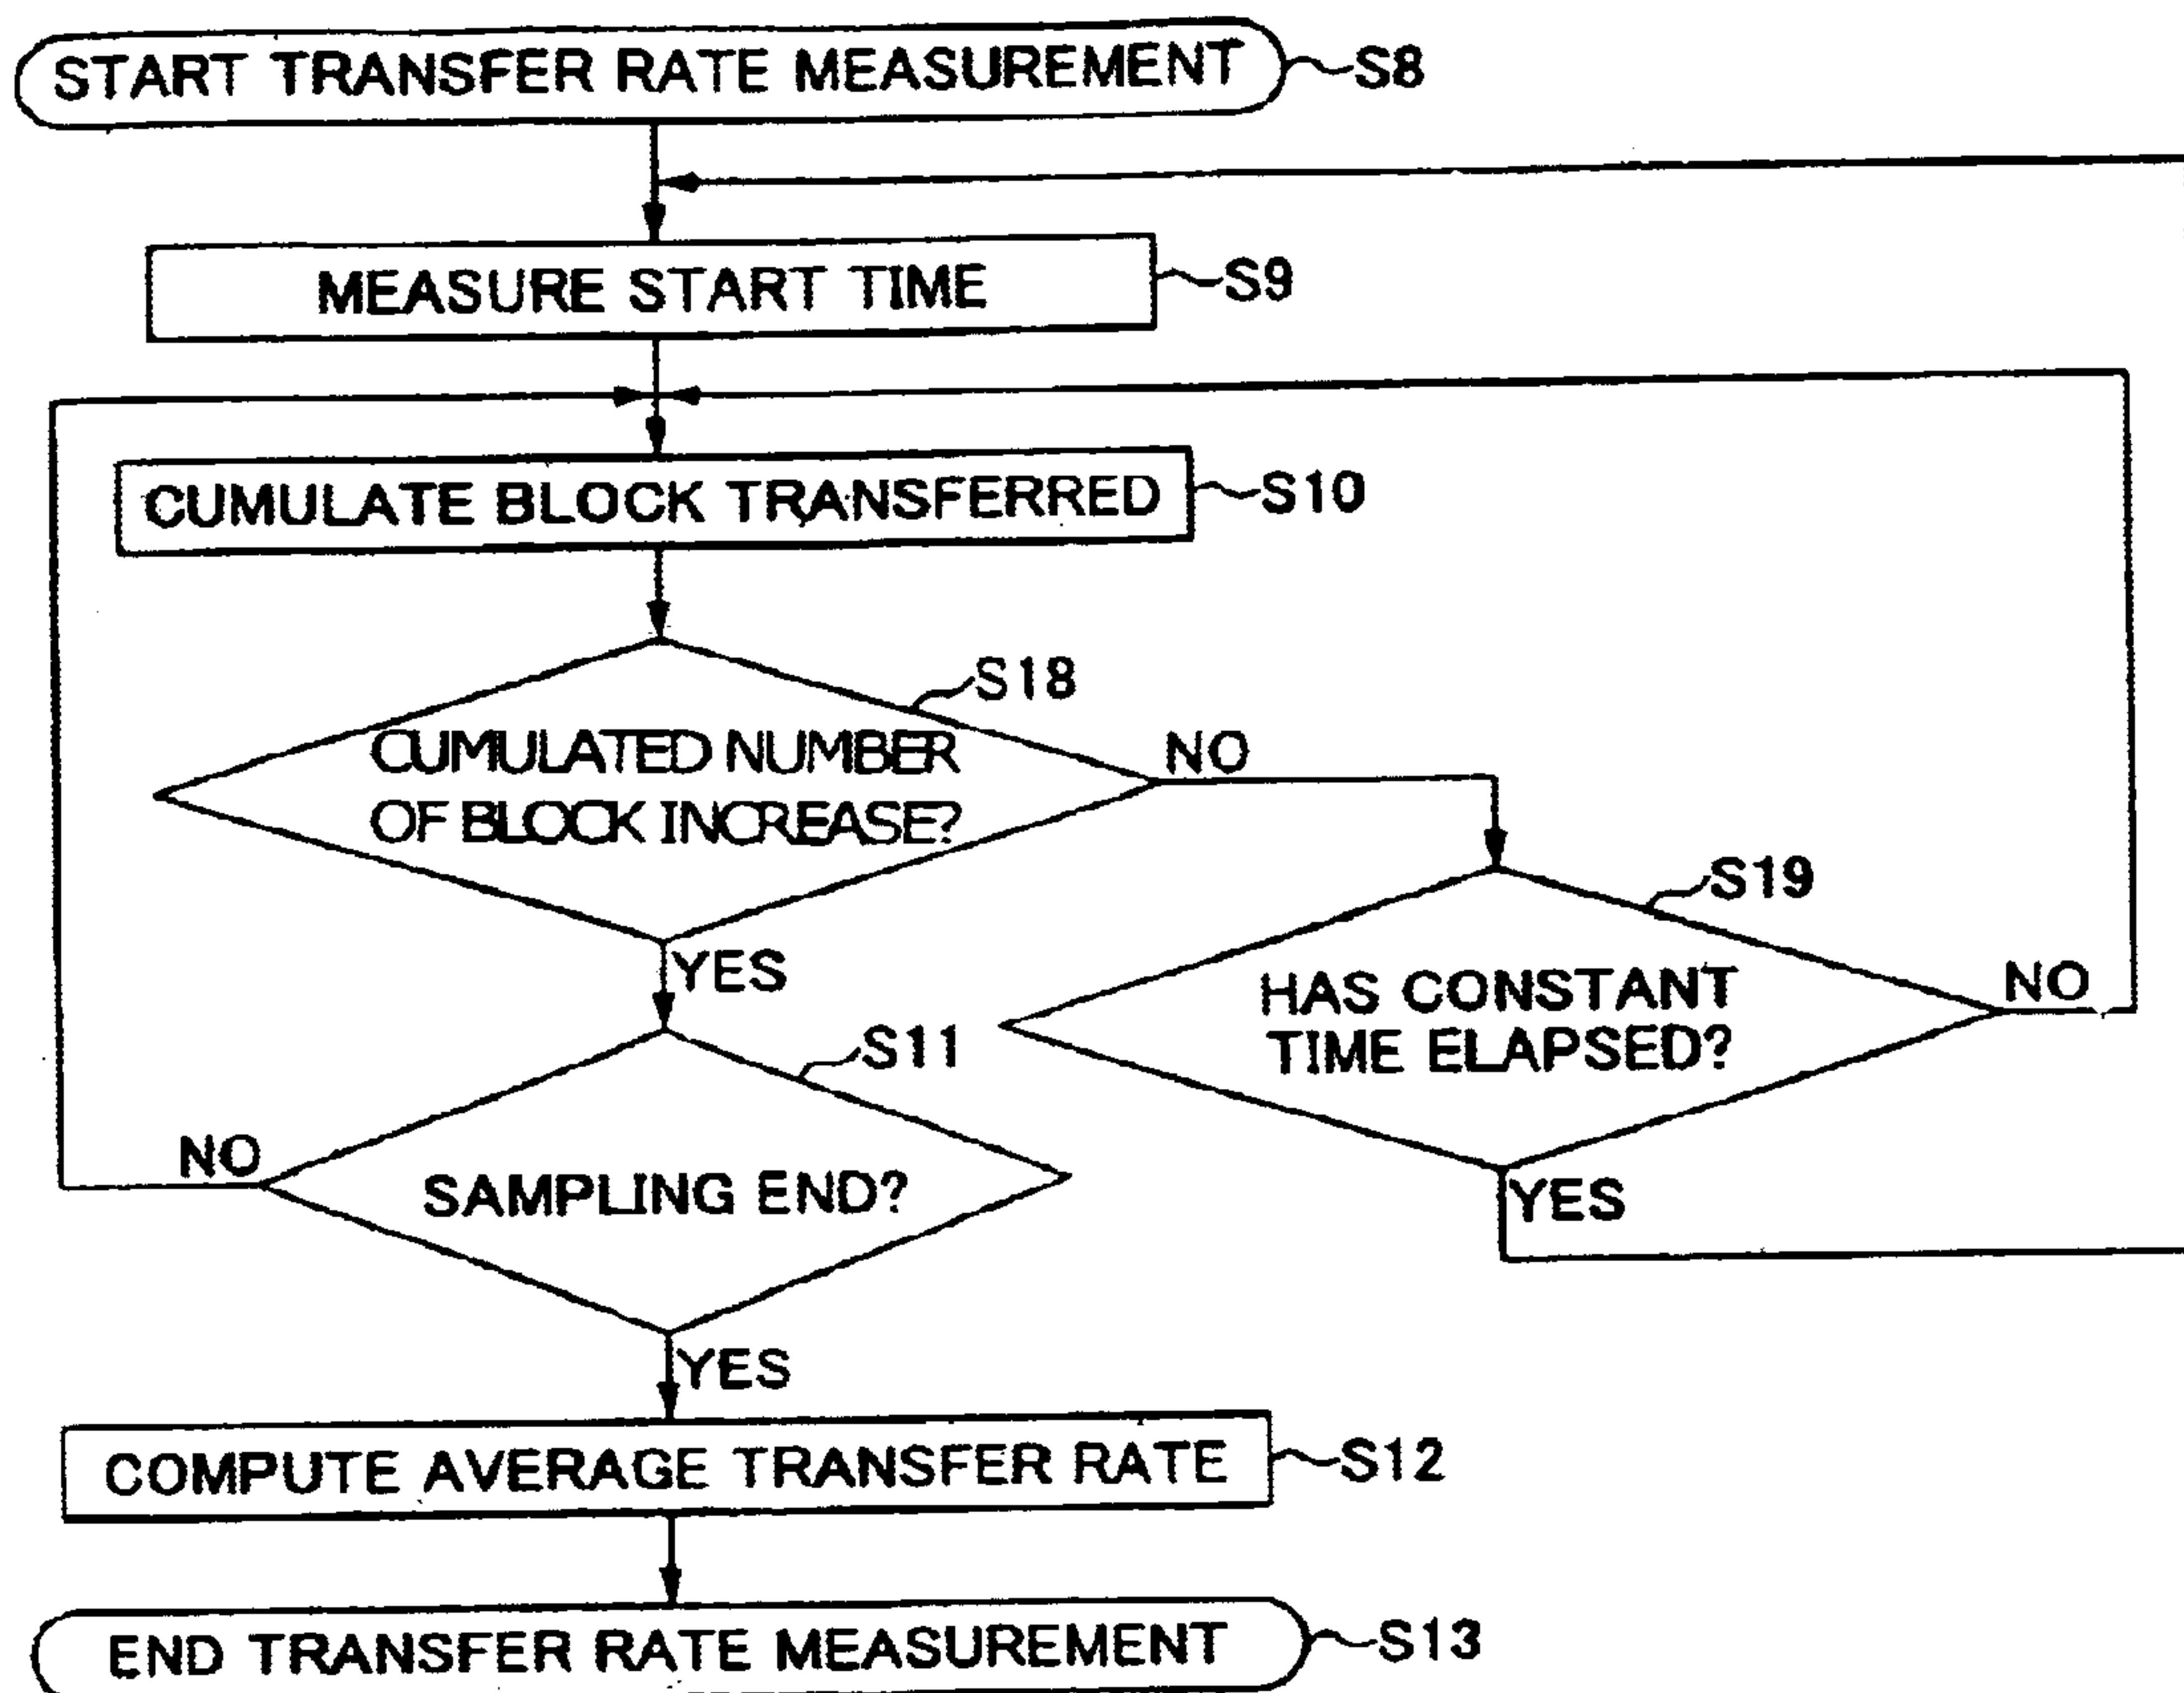 START TRANSFER RATE MEASUREMENT
S8
MEASURE START TIME
S9
CUMULATE BLOCK TRANSFERRED
S10
S18
CUMULATED NUMBER
OF BLOCK INCREASE?
NO
YES
S19
HAS CONSTANT
TIME ELAPSED?
NO
YES
S11
SAMPLING END?
NO
YES
COMPUTE AVERAGE TRANSFER RATE
S12
END TRANSFER RATE MEASUREMENT
S13